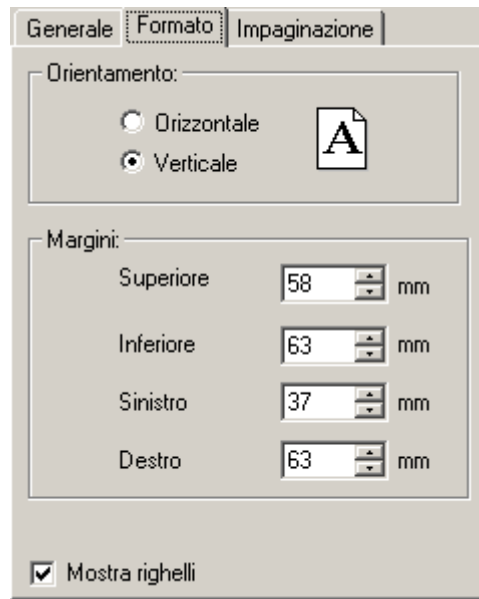 Generale Formato Impaginazione
Orientamento:
Orizzontale
Verticale
A
Margini:
Superiore 58 mm
Inferiore 63 mm
Sinistro 37 mm
Destro 63 mm
Mostra righelli